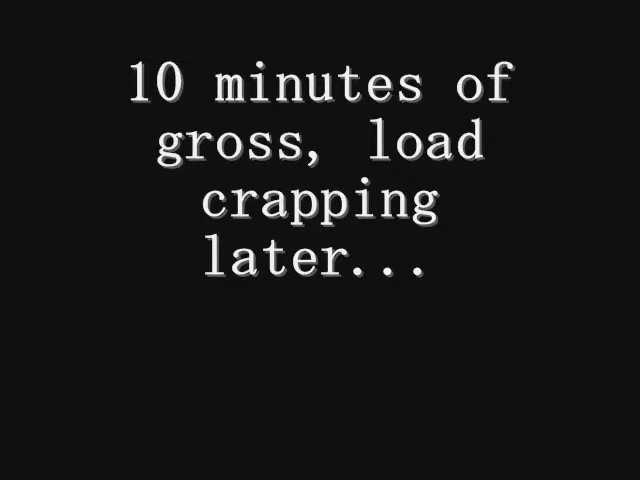 10 minutes of
gross, load
crapping
later...